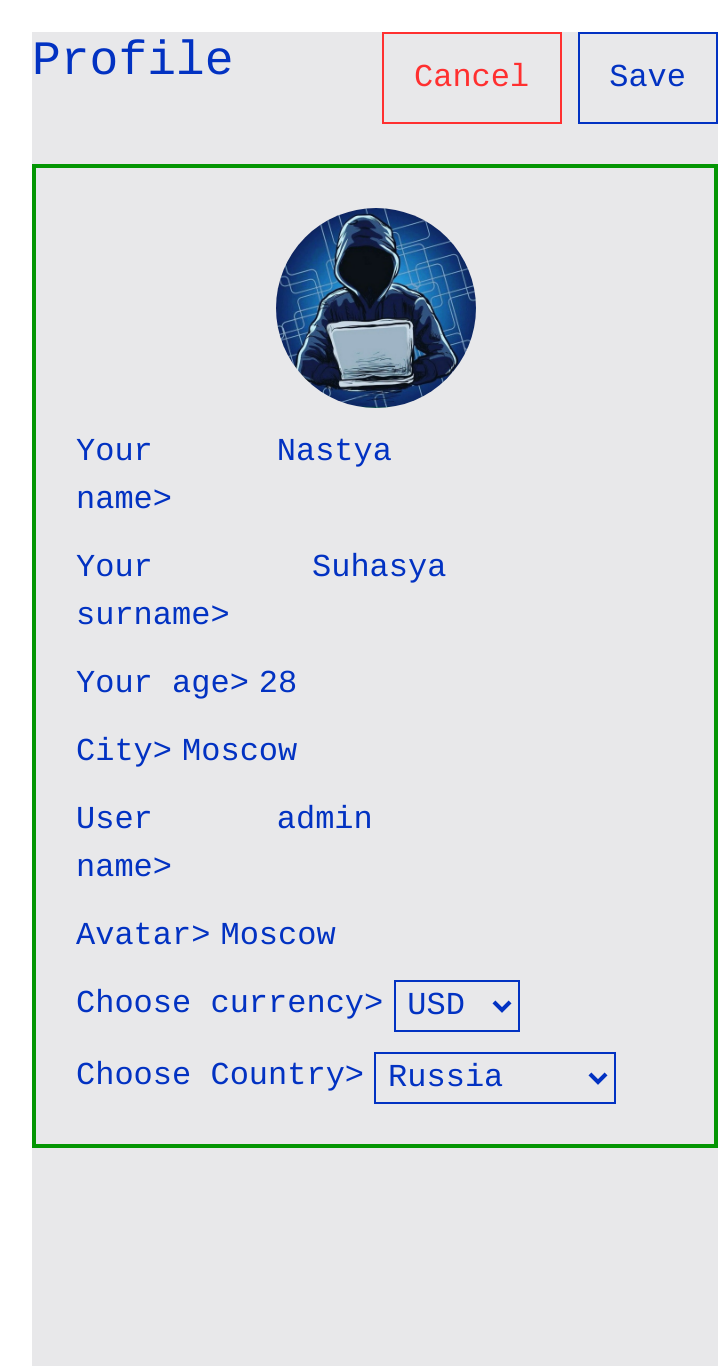 Profile Cancel Save
Your Nastya
name>
Your Suhasya
surname>
Your age> 28
City> Moscow
User admin
name>
Avatar> Moscow
Choose currency> USD
Choose Country> Russia